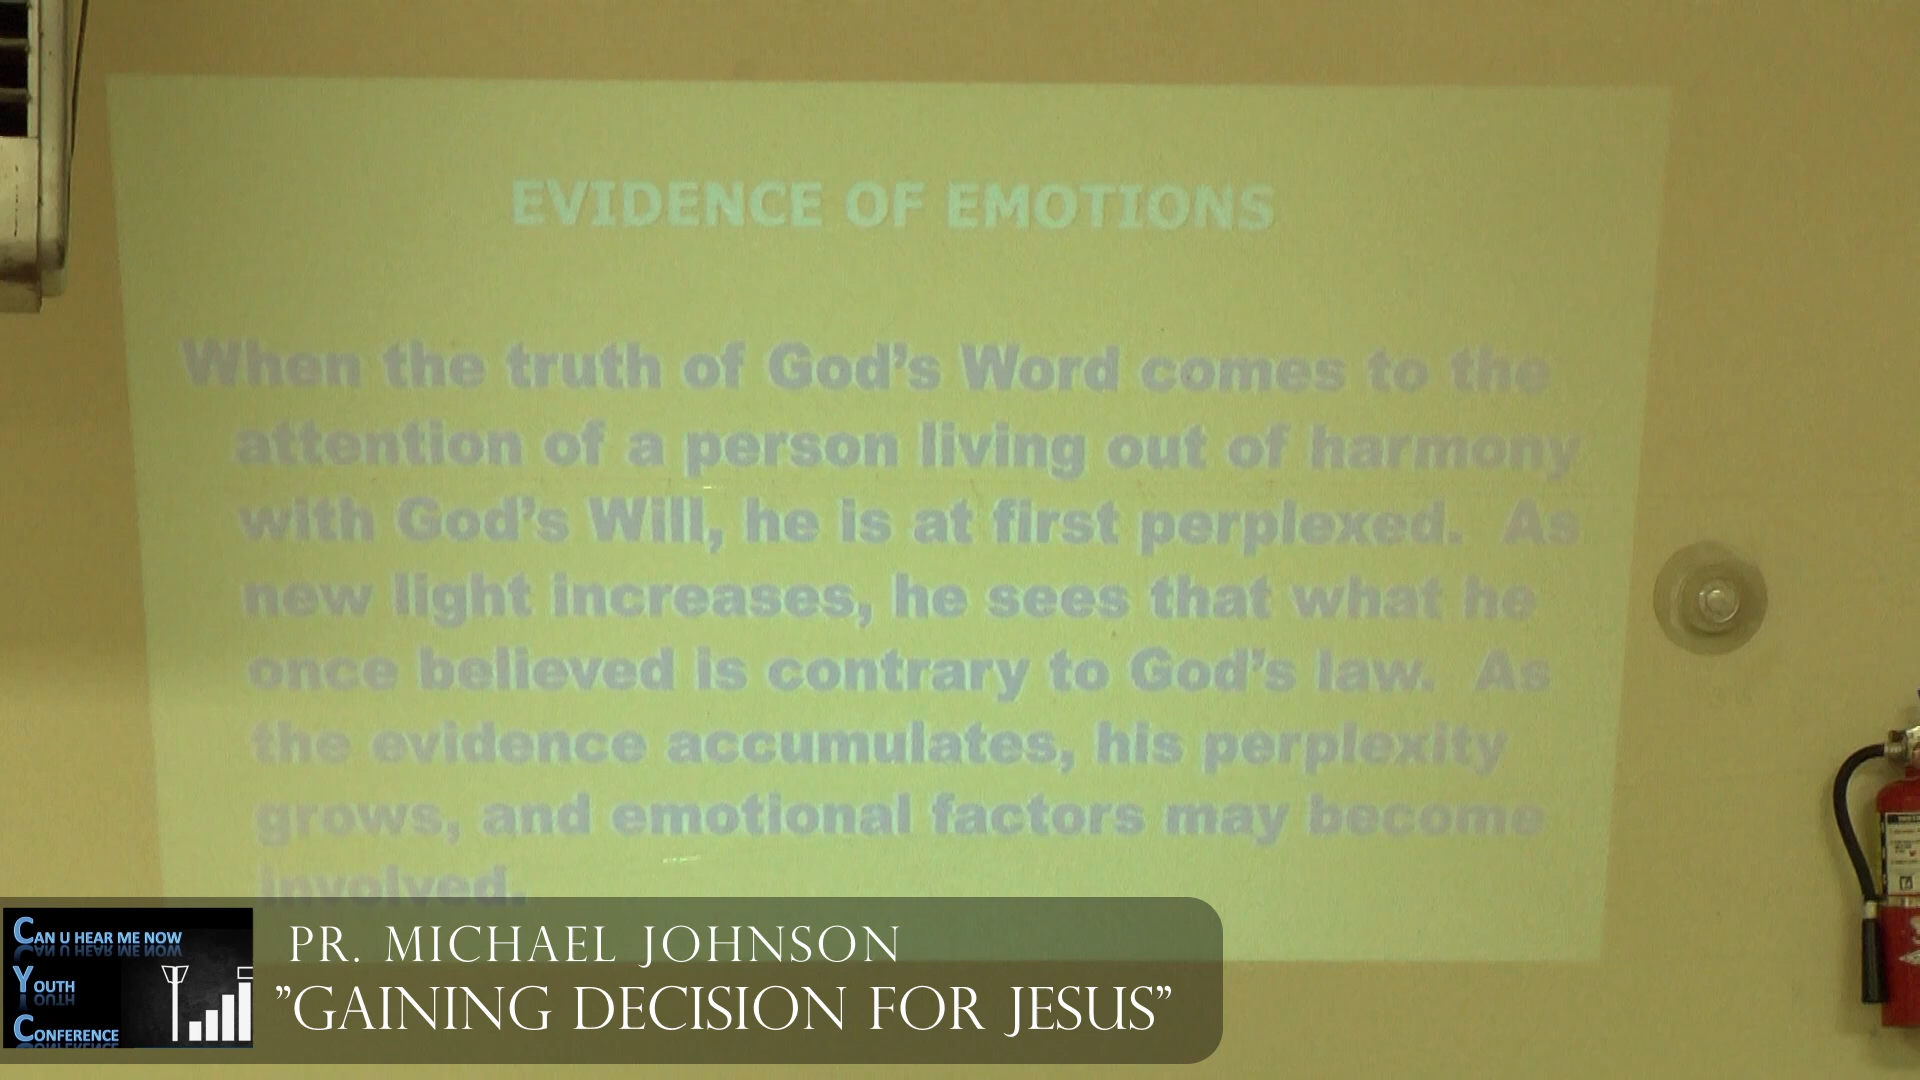 EVIDENCE OF EMOTIONS
When the truth of God's Word comes to the
attention of a person living out of harmony
with God's Will, he is at first perplexed. As
new light increases, he sees that what he
once believed is contrary to God's law. As
the evidence accumulates, his perplexity
grows, and emotional factors may become
involved.
CAN U HEAR ME NOW
YOUTH
CONFERENCE
PR. MICHAEL JOHNSON
"GAINING DECISION FOR JESUS"